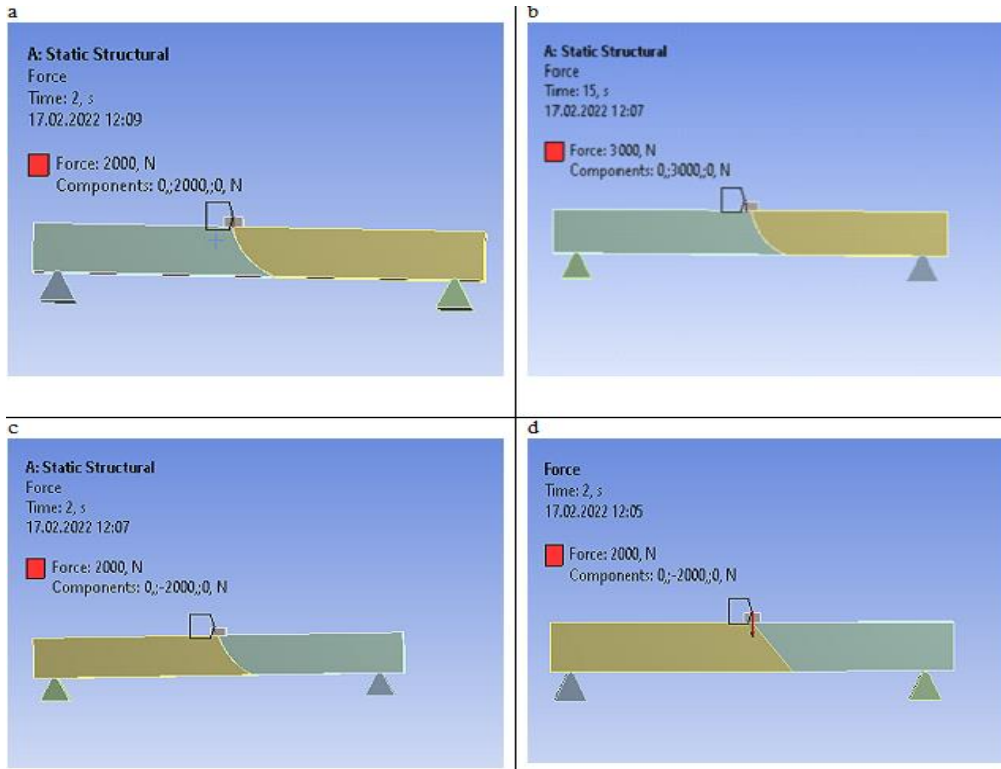 a
A: Static Structural
Force
Time: 2, s
17.02.2022 12:09
Force: 2000, N
Components: 0,;2000,;0, N
b
A: Static Structural
Force
Time: 15, s
17.02.2022 12:07
Force: 3000, N
Components: 0,;3000,;0, N
c
A: Static Structural
Force
Time: 2, s
17.02.2022 12:07
Force: 2000, N
Components: 0,;-2000,;0, N
d
Force
Time: 2, s
17.02.2022 12:05
Force: 2000, N
Components: 0,;-2000,;0, N